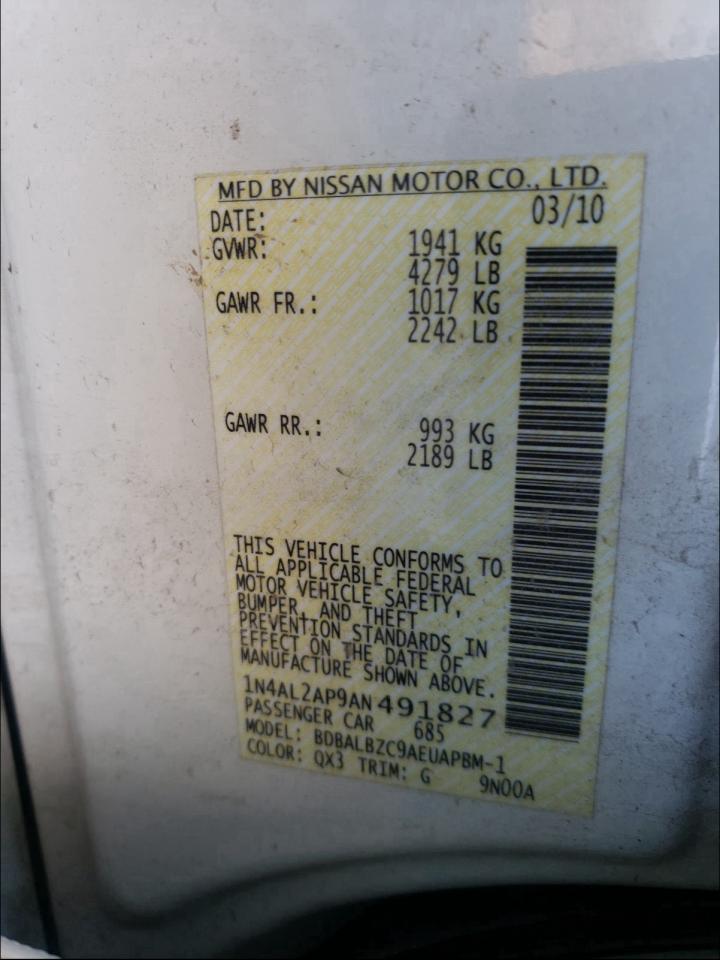 MFD BY NISSAN MOTOR CO., LTD.
DATE: 03/10
GVWR: 1941 KG
4279 LB
GAWR FR.: 1017 KG
2242 LB
GAWR RR.: 993 KG
2189 LB
THIS VEHICLE CONFORMS TO
ALL APPLICABLE FEDERAL
MOTOR VEHICLE SAFETY,
BUMPER, AND THEFT
PREVENTION STANDARDS IN
EFFECT ON THE DATE OF
MANUFACTURE SHOWN ABOVE.
1N4AL2AP9AN491827
PASSENGER CAR 685
MODEL: BDBALBZC9AEUAPBM-1
COLOR: QX3 TRIM: G 9N00A